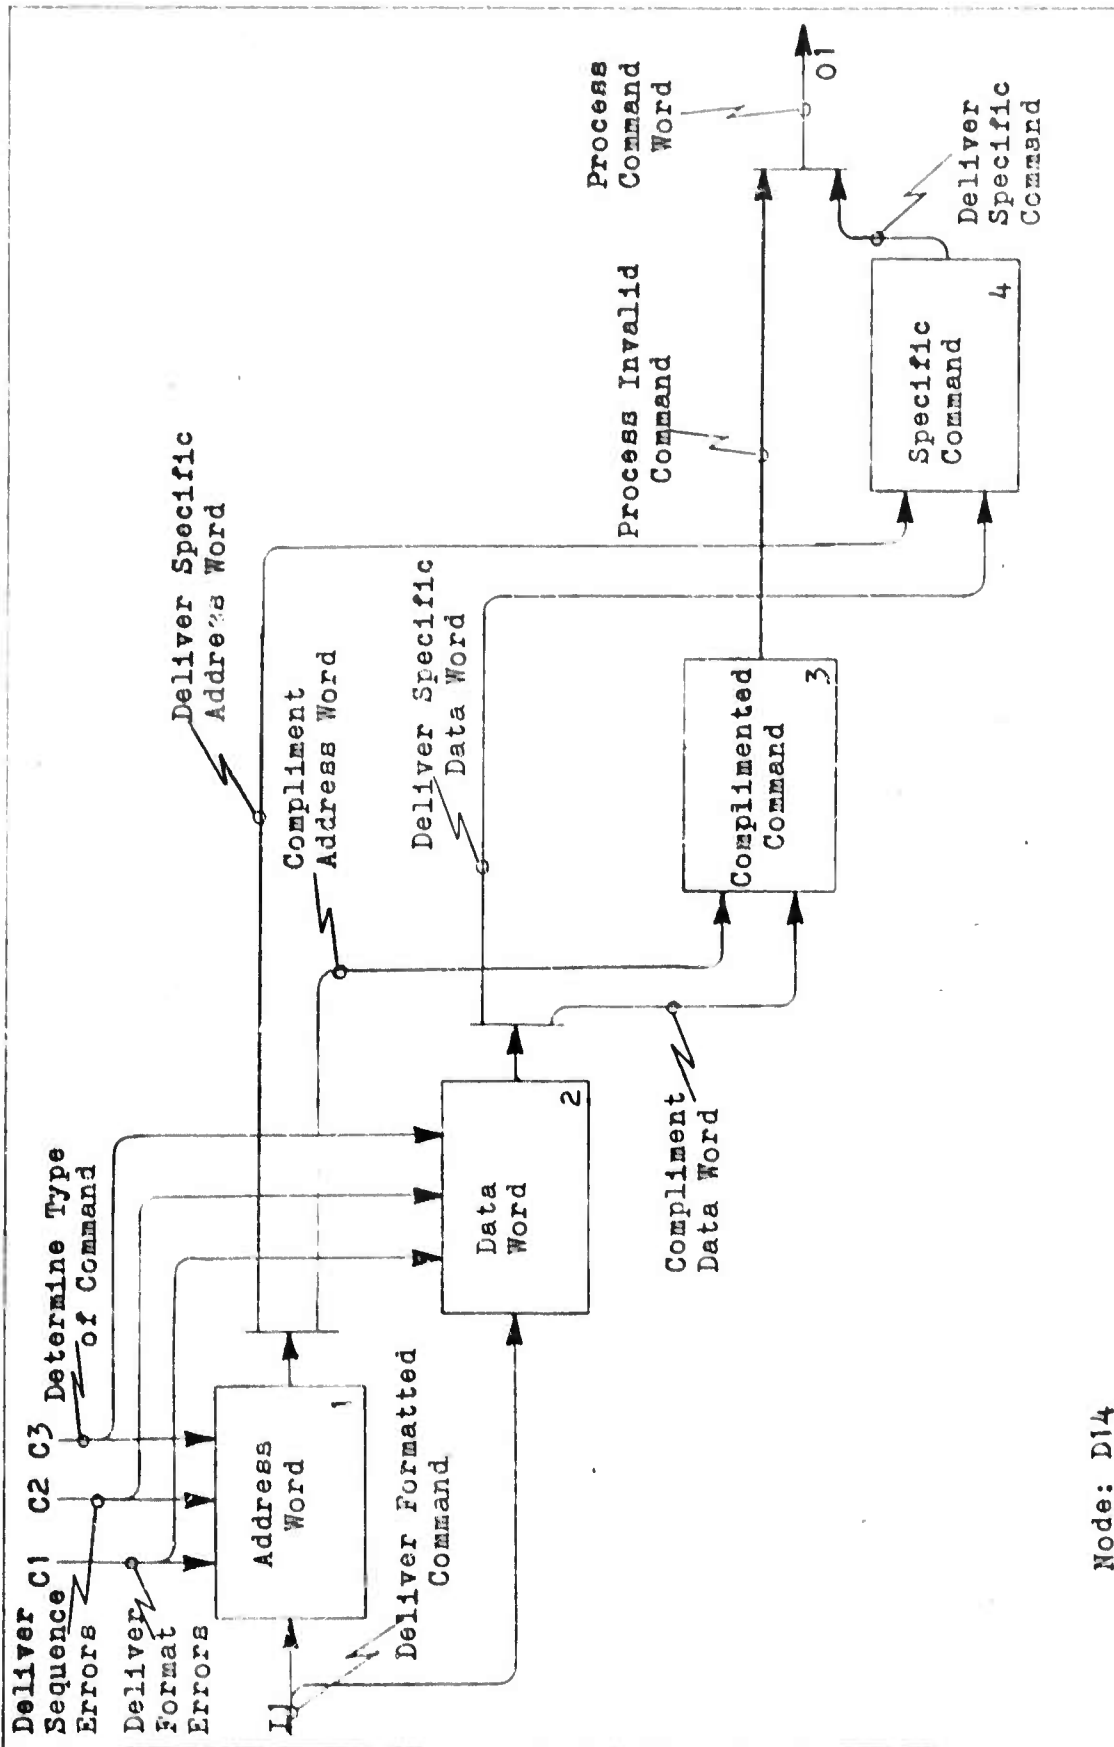 Deliver
Sequence
Errors
C1
C2
C3
Determine Type
of Command
Deliver
Format
Errors
I1
Address
Word
1
Deliver Formatted
Command
Deliver Specific
Address Word
Compliment
Address Word
Data
Word
2
Deliver Specific
Data Word
Compliment
Data Word
Complimented
Command
3
Process Invalid
Command
Specific
Command
4
Process
Command
Word
O1
Deliver
Specific
Command
Node: D14